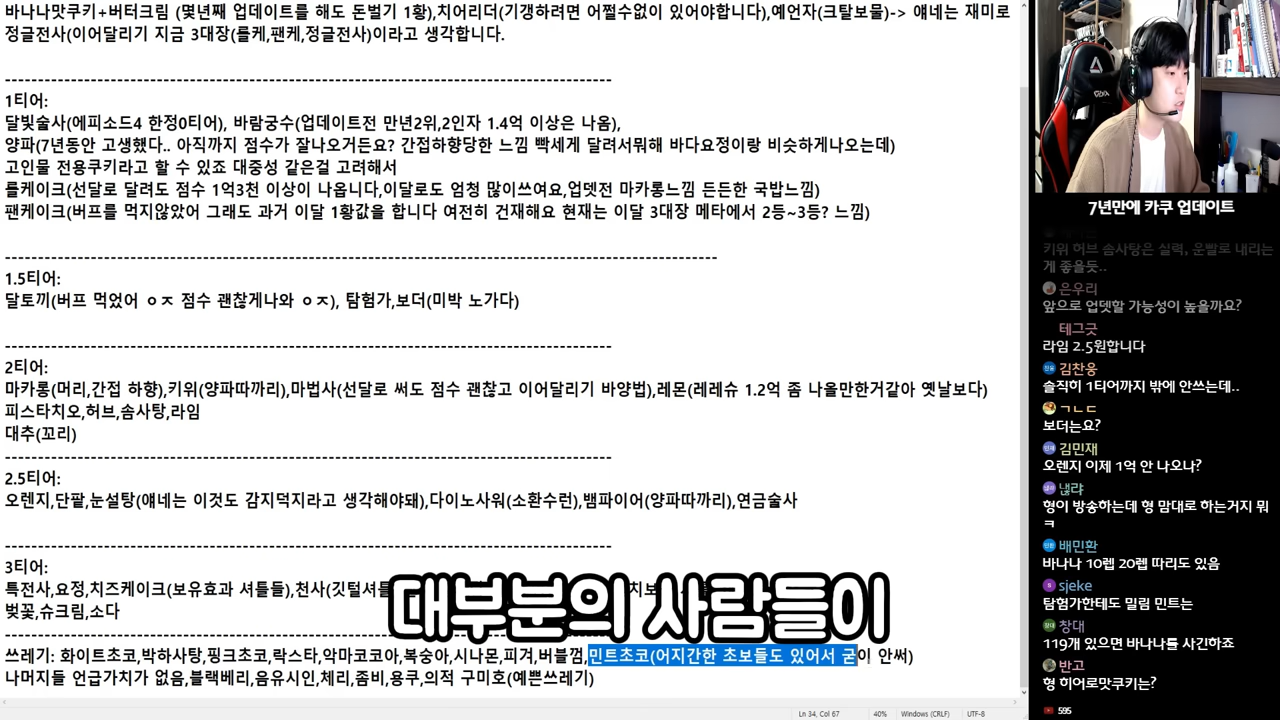 바나나맛쿠키+버터크림 (몇년째 업데이트를 해도 돈벌기 1황),치어리더(기갱하려면 어쩔수없이 있어야합니다),예언자(크탈보물)-> 얘네는 재미로
정글전사(이어달리기 지금 3대장(롤케,팬케,정글전사)이라고 생각합니다.
--------------------------------------------------------------------------------------
1티어:
달빛술사(에피소드4 한정0티어), 바람궁수(업데이트전 만년2위,2인자 1.4억 이상은 나옴),
양파(7년동안 고생했다.. 아직까지 점수가 잘나오거든요? 간접하향당한 느낌 빡세게 달려서뭐해 바다요정이랑 비슷하게나오는데)
고인물 전용쿠키라고 할 수 있죠 대중성 같은걸 고려해서
롤케이크(선달로 달려도 점수 1억3천 이상이 나옵니다,이달로도 엄청 많이쓰여요,업뎃전 마카롱느낌 든든한 국밥느낌)
팬케이크(버프를 먹지않았어 그래도 과거 이달 1황값을 합니다 여전히 건재해요 현재는 이달 3대장 메타에서 2등~3등? 느낌)
--------------------------------------------------------------------------------------
1.5티어:
달토끼(버프 먹었어 ㅇㅈ 점수 괜찮게나와 ㅇㅈ), 탐험가,보더(미박 노가다)
--------------------------------------------------------------------------------------
2티어:
마카롱(머리,간접 하향),키위(양파따까리),마법사(선달로 써도 점수 괜찮고 이어달리기 바양법),레몬(레레슈 1.2억 좀 나올만한거같아 옛날보다)
피스타치오,허브,솜사탕,라임
대추(꼬리)
--------------------------------------------------------------------------------------
2.5티어:
오렌지,단팥,눈설탕(얘네는 이것도 감지덕지라고 생각해야돼),다이노사워(소환수런),뱀파이어(양파따까리),연금술사
--------------------------------------------------------------------------------------
3티어:
특전사,요정,치즈케이크(보유효과 셔틀들),천사(깃털셔틀
벚꽃,슈크림,소다
--------------------------------------------------------------------------------------
쓰레기: 화이트초코,박하사탕,핑크초코,락스타,악마코코아,복숭아,시나몬,피겨,버블껌,민트초코(어지간한 초보들도 있어서 굳이 안써)
나머지들 언급가치가 없음,블랙베리,음유시인,체리,좀비,용쿠,의적 구미호(예쁜쓰레기)
대부분의 사람들이
Ln 34, Col 67
40%
Windows (CRLF)
UTF-8
7년만에 카쿠 업데이트
키위 허브 솜사탕은 실력, 운빨로 내리는
게 좋을듯..
은우리
앞으로 업뎃할 가능성이 높을까요?
테그긋
라임 2.5원합니다
김찬웅
솔직히 1티어까지 밖에 안쓰는데..
ㄱㄴㄷ
보더는요?
김민재
오렌지 이제 1억 안 나오나?
냲랴
형이 방송하는데 형 맘대로 하는거지 뭐
ㅋ
배민환
바나나 10렙 20렙 따리도 있음
sjeke
탐험가한테도 밀림 민트는
창대
119개 있으면 바나나를 사긴하죠
반고
형 히어로맛쿠키는?
595